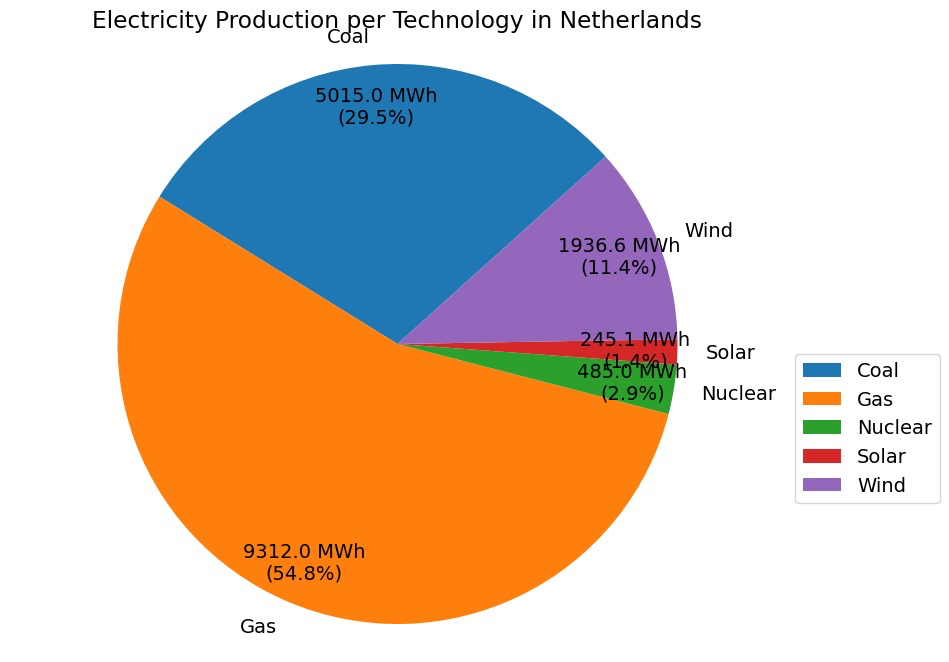 Electricity Production per Technology in Netherlands
Coal
5015.0 MWh
(29.5%)
Wind
1936.6 MWh
(11.4%)
245.1 MWh
(1.4%)
Solar
485.0 MWh
(2.9%)
Nuclear
Coal
Gas
Nuclear
Solar
Wind
9312.0 MWh
(54.8%)
Gas